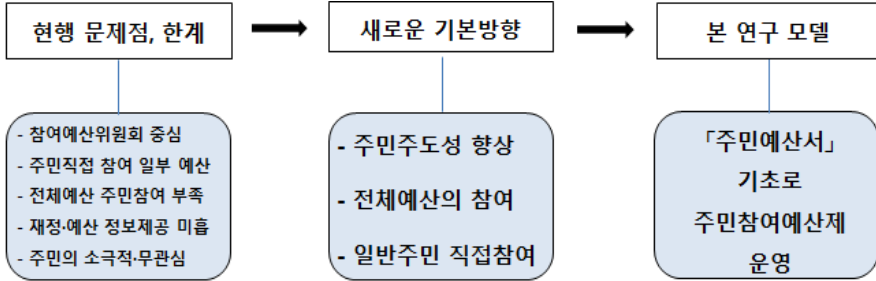 현행 문제점, 한계
새로운 기본방향
본 연구 모델
- 참여예산위원회 중심
- 주민직접 참여 일부 예산
- 전체예산 주민참여 부족
- 재정·예산 정보제공 미흡
- 주민의 소극적·무관심
- 주민주도성 향상
- 전체예산의 참여
- 일반주민 직접참여
「주민예산서」
기초로
주민참여예산제
운영